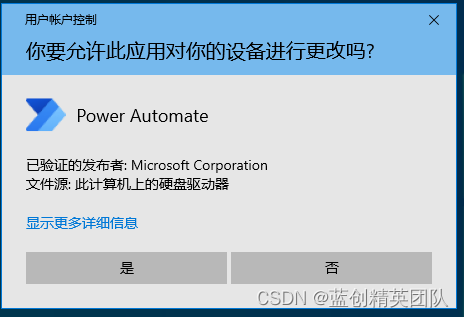 用户帐户控制
你要允许此应用对你的设备进行更改吗?
Power Automate
已验证的发布者: Microsoft Corporation
文件源: 此计算机上的硬盘驱动器
显示更多详细信息
是
否
CSDN @蓝创精英团队